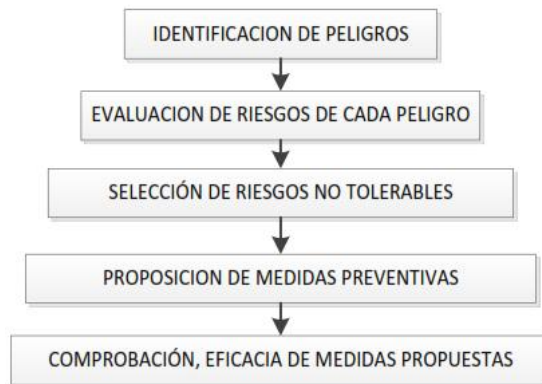 IDENTIFICACION DE PELIGROS
EVALUACION DE RIESGOS DE CADA PELIGRO
SELECCIÓN DE RIESGOS NO TOLERABLES
PROPOSICION DE MEDIDAS PREVENTIVAS
COMPROBACIÓN, EFICACIA DE MEDIDAS PROPUESTAS